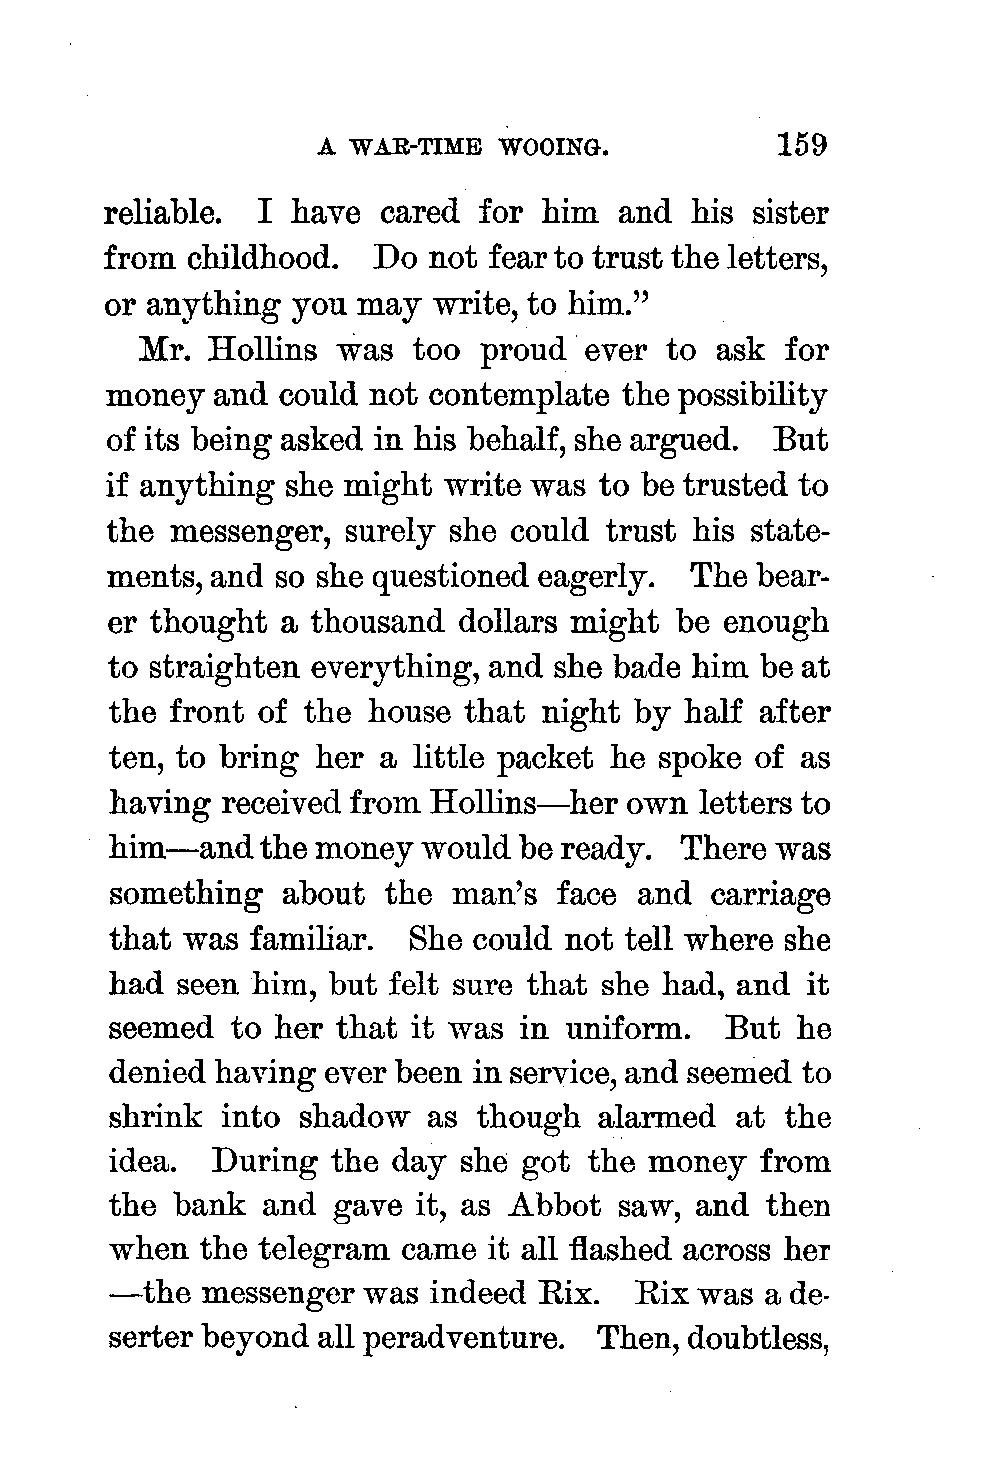 A WAR-TIME WOOING. 159
reliable. I have cared for him and his sister
from childhood. Do not fear to trust the letters,
or anything you may write, to him.”
Mr. Hollins was too proud ever to ask for
money and could not contemplate the possibility
of its being asked in his behalf, she argued. But
if anything she might write was to be trusted to
the messenger, surely she could trust his state-
ments, and so she questioned eagerly. The bear-
er thought a thousand dollars might be enough
to straighten everything, and she bade him be at
the front of the house that night by half after
ten, to bring her a little packet he spoke of as
having received from Hollins—her own letters to
him—and the money would be ready. There was
something about the man’s face and carriage
that was familiar. She could not tell where she
had seen him, but felt sure that she had, and it
seemed to her that it was in uniform. But he
denied having ever been in service, and seemed to
shrink into shadow as though alarmed at the
idea. During the day she got the money from
the bank and gave it, as Abbot saw, and then
when the telegram came it all flashed across her
—the messenger was indeed Rix. Rix was a de-
serter beyond all peradventure. Then, doubtless,